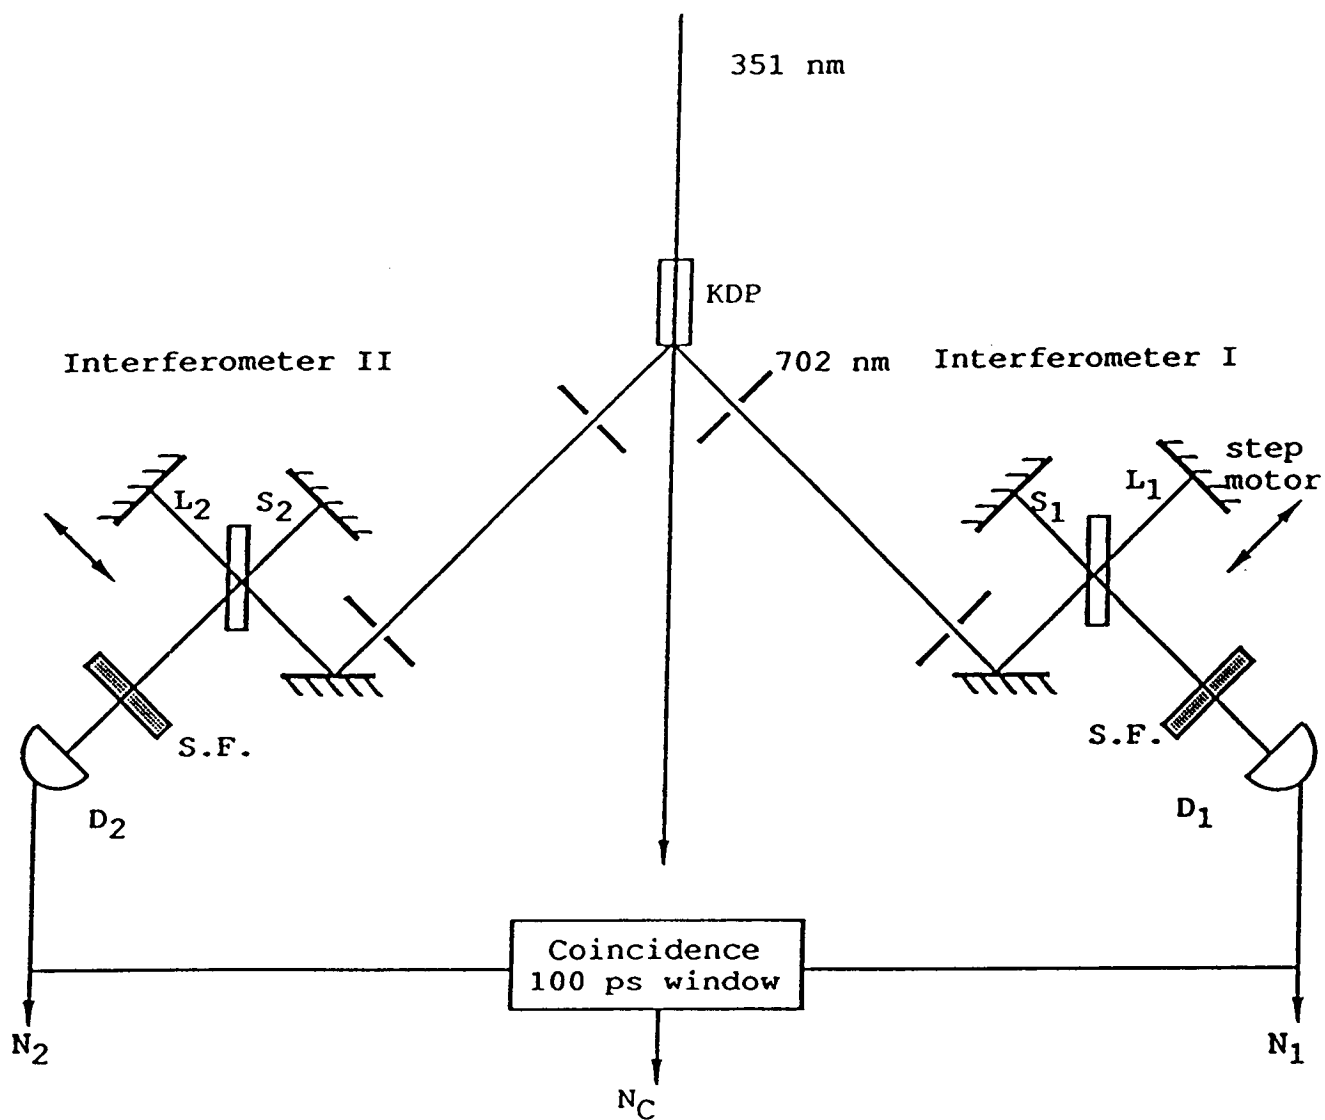 351 nm
KDP
Interferometer II
702 nm
Interferometer I
L2
S2
S1
L1
step
motor
S.F.
S.F.
D2
D1
Coincidence
100 ps window
N2
N1
NC